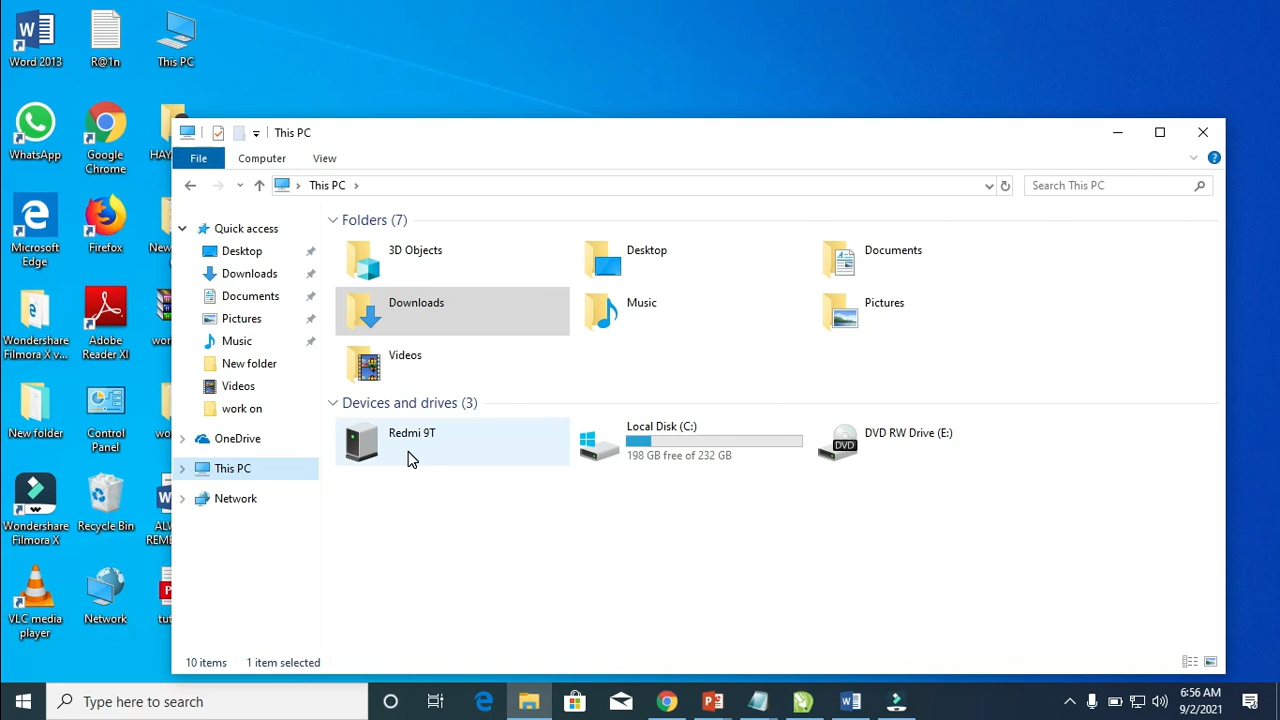 Word 2013
R@1n
This PC
WhatsApp
Google
Chrome
HAY
Microsoft
Edge
Firefox
New
Wondershare
Filmora X v...
Adobe
Reader XI
wor
New folder
Control
Panel
Wondershare
Filmora X
Recycle Bin
ALW
REME
VLC media
player
Network
tut
This PC
File
Computer
View
This PC
Search This PC
Quick access
Desktop
Downloads
Documents
Pictures
Music
New folder
Videos
work on
OneDrive
This PC
Network
Folders (7)
3D Objects
Desktop
Documents
Downloads
Music
Pictures
Videos
Devices and drives (3)
Redmi 9T
Local Disk (C:)
198 GB free of 232 GB
DVD RW Drive (E:)
DVD
10 items
1 item selected
Type here to search
6:56 AM
9/2/2021